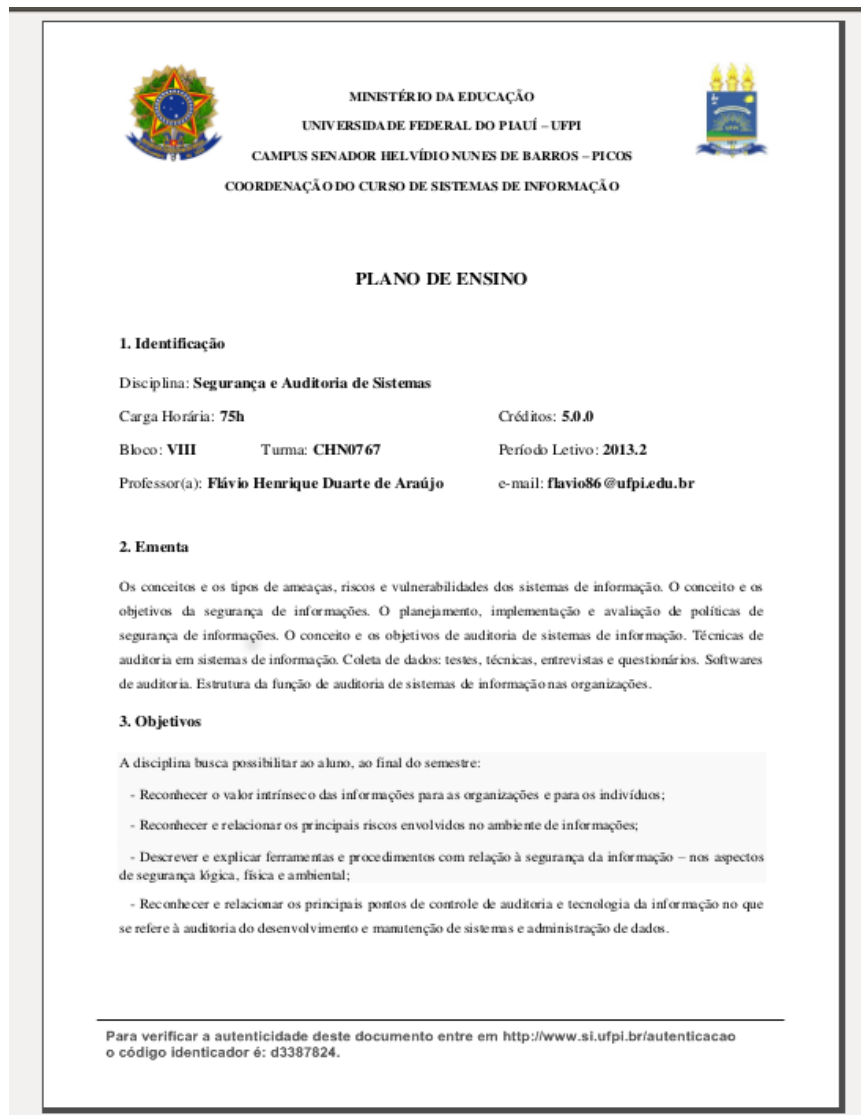 MINISTÉRIO DA EDUCAÇÃO
UNIVERSIDADE FEDERAL DO PIAUÍ – UFPI
CAMPUS SENADOR HELVÍDIO NUNES DE BARROS – PICOS
COORDENAÇÃO DO CURSO DE SISTEMAS DE INFORMAÇÃO
PLANO DE ENSINO
1. Identificação
Disciplina: Segurança e Auditoria de Sistemas
Carga Horária: 75h Créditos: 5.0.0
Bloco: VIII Turma: CHN0767 Período Letivo: 2013.2
Professor(a): Flávio Henrique Duarte de Araújo e-mail: flavio86@ufpi.edu.br
2. Ementa
Os conceitos e os tipos de ameaças, riscos e vulnerabilidades dos sistemas de informação. O conceito e os
objetivos da segurança de informações. O planejamento, implementação e avaliação de políticas de
segurança de informações. O conceito e os objetivos de auditoria de sistemas de informação. Técnicas de
auditoria em sistemas de informação. Coleta de dados: testes, técnicas, entrevistas e questionários. Softwares
de auditoria. Estrutura da função de auditoria de sistemas de informação nas organizações.
3. Objetivos
A disciplina busca possibilitar ao aluno, ao final do semestre:
- Reconhecer o valor intrínseco das informações para as organizações e para os indivíduos;
- Reconhecer e relacionar os principais riscos envolvidos no ambiente de informações;
- Descrever e explicar ferramentas e procedimentos com relação à segurança da informação – nos aspectos
de segurança lógica, física e ambiental;
- Reconhecer e relacionar os principais pontos de controle de auditoria e tecnologia da informação no que
se refere à auditoria do desenvolvimento e manutenção de sistemas e administração de dados.
Para verificar a autenticidade deste documento entre em http://www.si.ufpi.br/autenticacao
o código identificador é: d3387824.